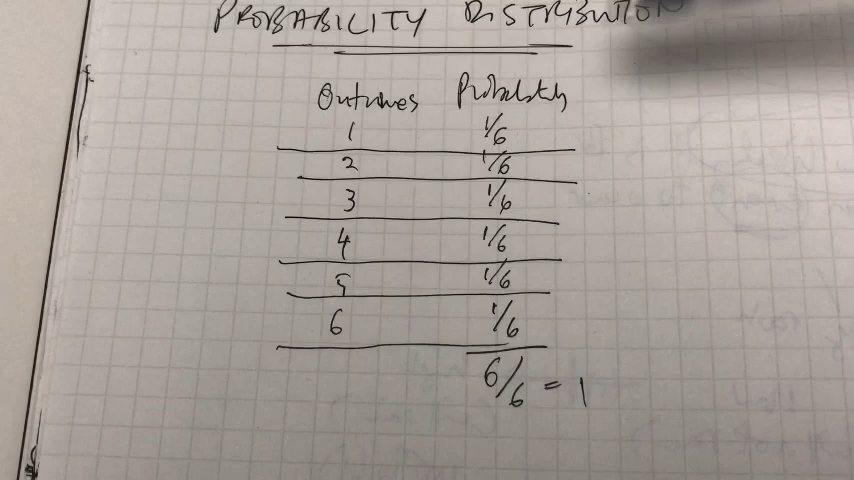 PROBABILITY DISTRIBUTION
Outcomes Probability
1 1/6
2 1/6
3 1/6
4 1/6
5 1/6
6 1/6
6/6 = 1